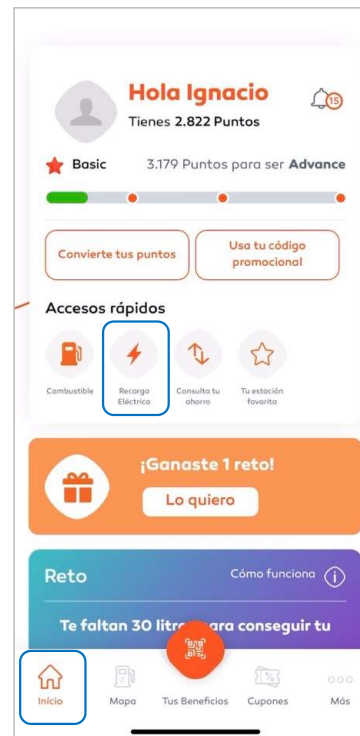 Hola Ignacio
15
Tienes 2.822 Puntos
Basic
3.179 Puntos para ser Advance
Convierte tus puntos
Usa tu código
promocional
Accesos rápidos
Combustible
Recarga
Eléctrica
Consulta tu
ahorro
Tu estación
favorita
¡Ganaste 1 reto!
Lo quiero
Reto
Cómo funciona
Te faltan 30 conseguir tu
Inicio
Mapa
Tus Beneficios
Cupones
Más